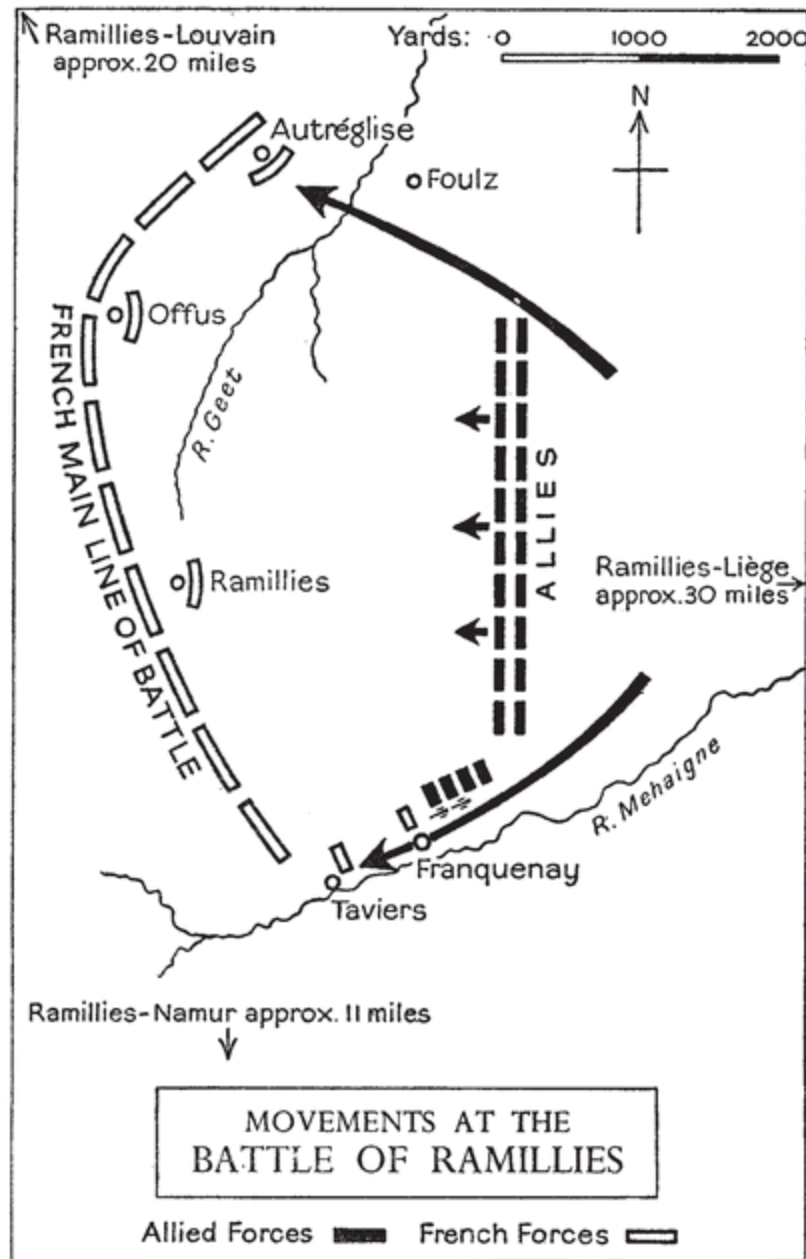 Ramillies-Louvain
approx. 20 miles
Yards: 0 1000 2000
N
Autréglise
Foulz
Offus
R. Geet
FRENCH MAIN LINE OF BATTLE
ALLIES
Ramillies
Ramillies-Liège
approx. 30 miles
R. Mehaigne
Franquenay
Taviers
Ramillies-Namur approx. 11 miles
MOVEMENTS AT THE
BATTLE OF RAMILLIES
Allied Forces French Forces